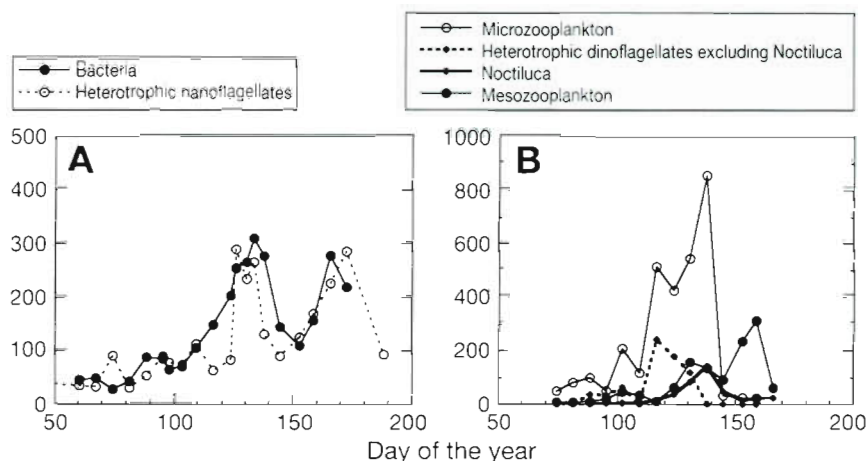 Bacteria
Heterotrophic nanoflagellates
Microzooplankton
Heterotrophic dinoflagellates excluding Noctiluca
Noctiluca
Mesozooplankton
A
500
400
300
200
100
0
50
100
150
200
B
1000
800
600
400
200
0
50
100
150
200
Day of the year